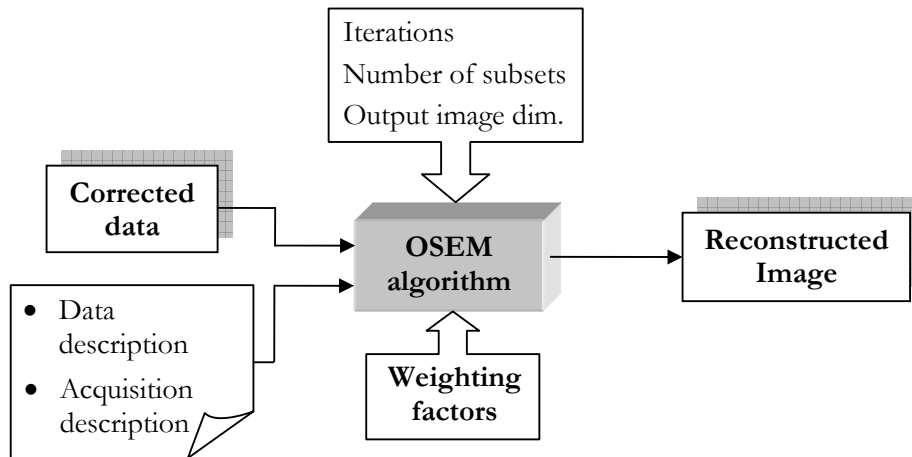 Iterations
Number of subsets
Output image dim.
Corrected
data
OSEM
algorithm
Reconstructed
Image
• Data
description
• Acquisition
description
Weighting
factors